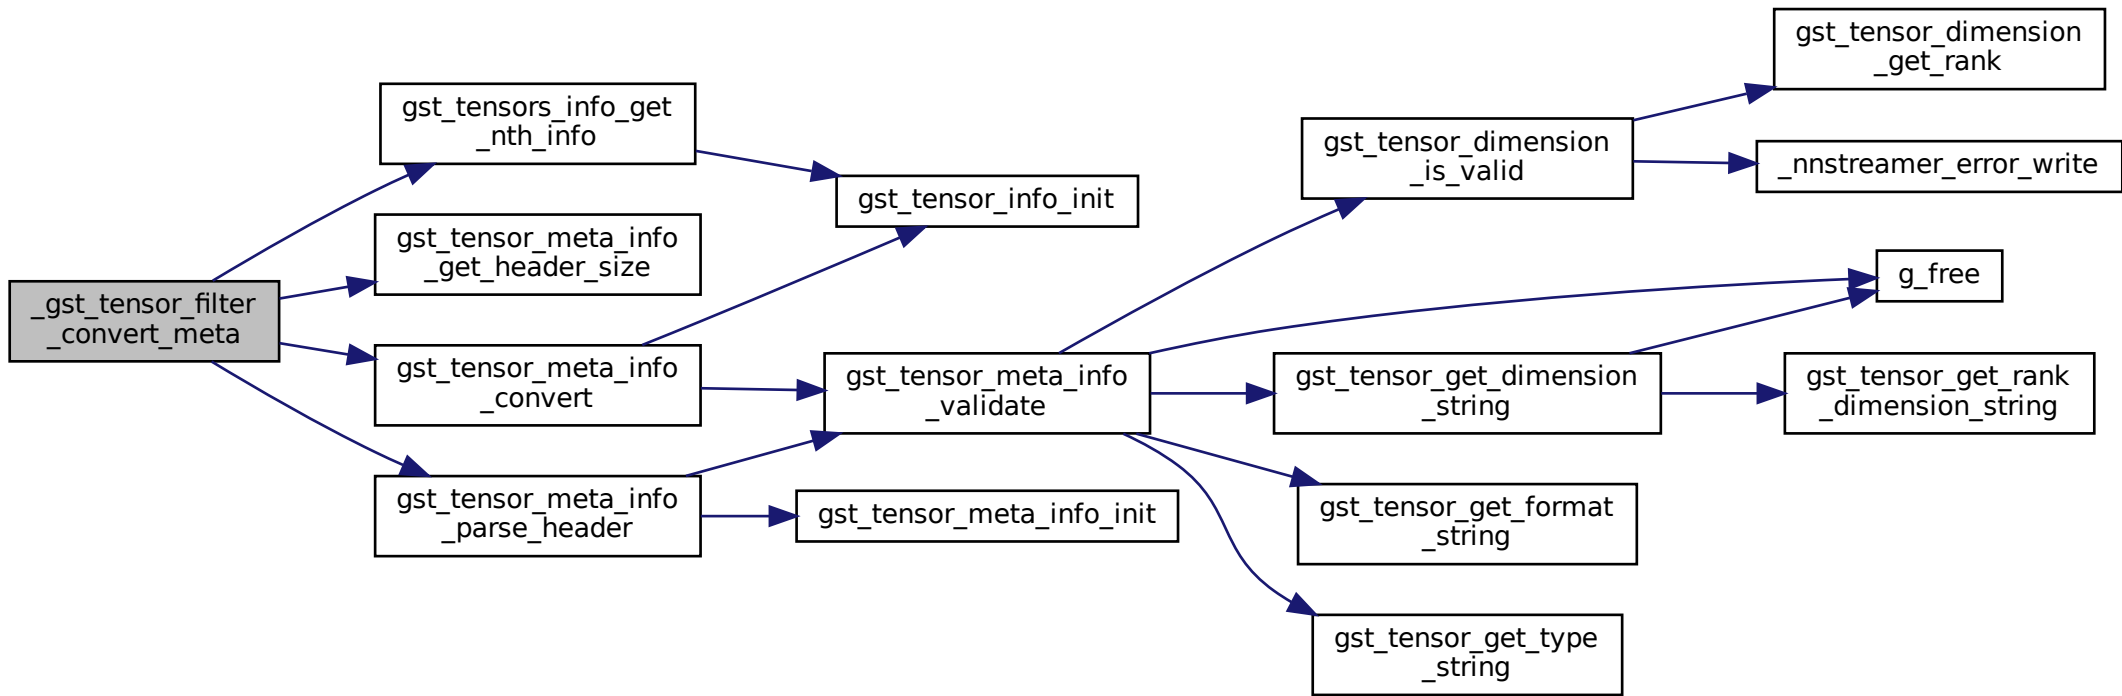 _gst_tensor_filter
_convert_meta
gst_tensors_info_get
_nth_info
gst_tensor_meta_info
_get_header_size
gst_tensor_meta_info
_convert
gst_tensor_meta_info
_parse_header
gst_tensor_info_init
gst_tensor_meta_info
_validate
gst_tensor_meta_info_init
gst_tensor_dimension
_is_valid
gst_tensor_get_dimension
_string
gst_tensor_get_format
_string
gst_tensor_get_type
_string
gst_tensor_dimension
_get_rank
_nnstreamer_error_write
g_free
gst_tensor_get_rank
_dimension_string